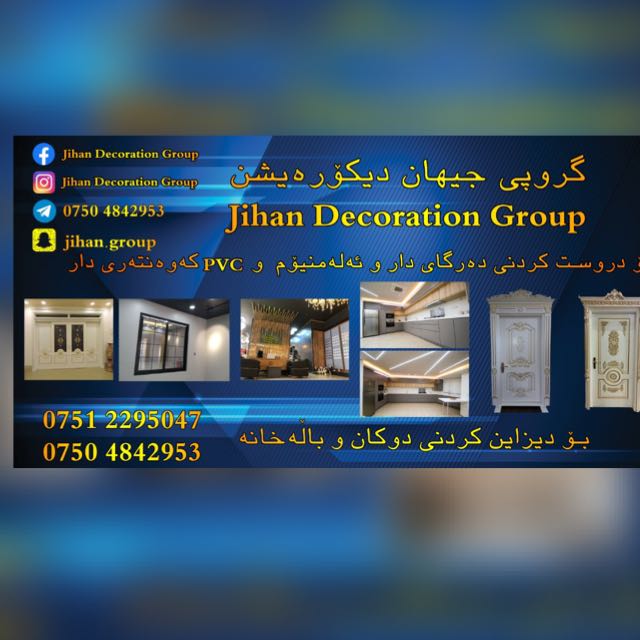 Jihan Decoration Group
Jihan Decoration Group
0750 4842953
jihan.group
گروپی جیهان دیکۆرەیشن
Jihan Decoration Group
دروست کردنی دەرگای دار و ئەلەمنیۆم و PVC کەوەنتەری دار
0751 2295047
0750 4842953
بۆ دیزاین کردنی دوکان و باڵەخانە